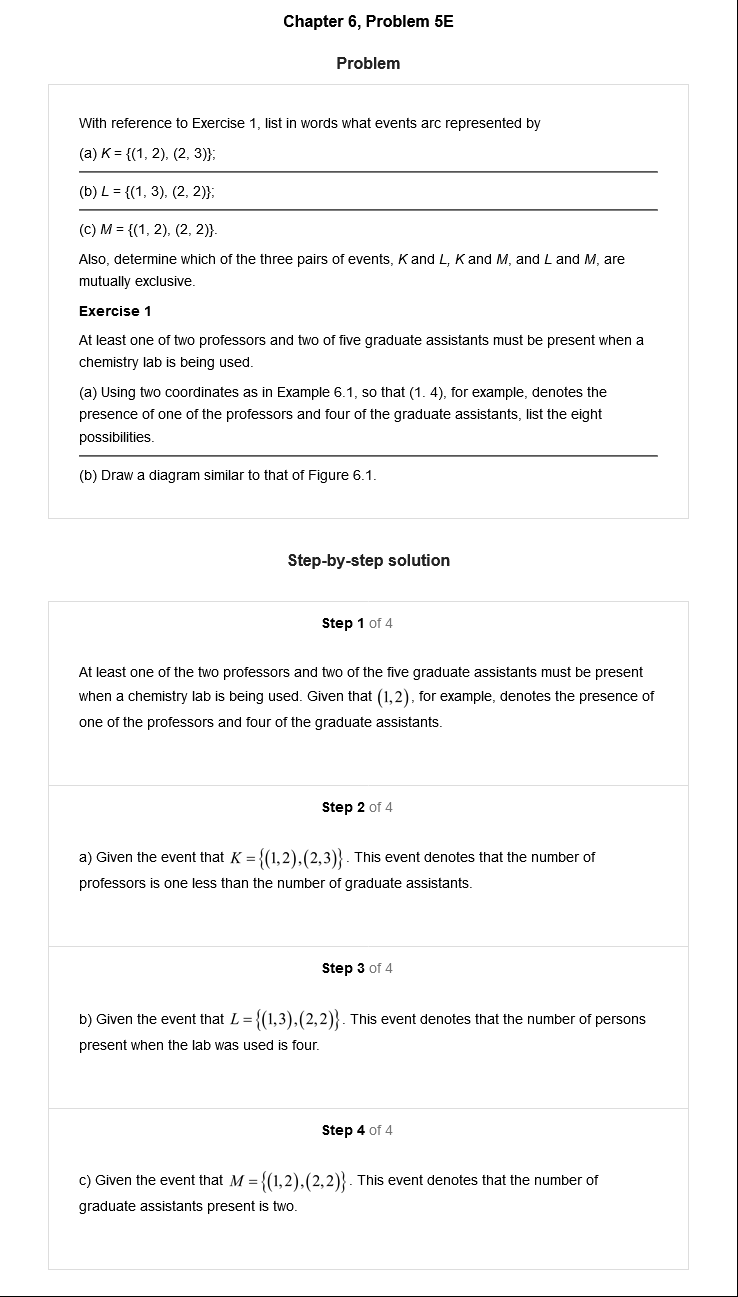 Chapter 6, Problem 5E
Problem
With reference to Exercise 1, list in words what events arc represented by
(a) K = {(1, 2), (2, 3)};
(b) L = {(1, 3), (2, 2)};
(c) M = {(1, 2), (2, 2)}.
Also, determine which of the three pairs of events, K and L, K and M, and L and M, are
mutually exclusive.
Exercise 1
At least one of two professors and two of five graduate assistants must be present when a
chemistry lab is being used.
(a) Using two coordinates as in Example 6.1, so that (1. 4), for example, denotes the
presence of one of the professors and four of the graduate assistants, list the eight
possibilities.
(b) Draw a diagram similar to that of Figure 6.1.
Step-by-step solution
Step 1 of 4
At least one of the two professors and two of the five graduate assistants must be present
when a chemistry lab is being used. Given that (1,2), for example, denotes the presence of
one of the professors and four of the graduate assistants.
Step 2 of 4
a) Given the event that K = {(1,2),(2,3)}. This event denotes that the number of
professors is one less than the number of graduate assistants.
Step 3 of 4
b) Given the event that L = {(1,3),(2,2)}. This event denotes that the number of persons
present when the lab was used is four.
Step 4 of 4
c) Given the event that M = {(1,2),(2,2)}. This event denotes that the number of
graduate assistants present is two.